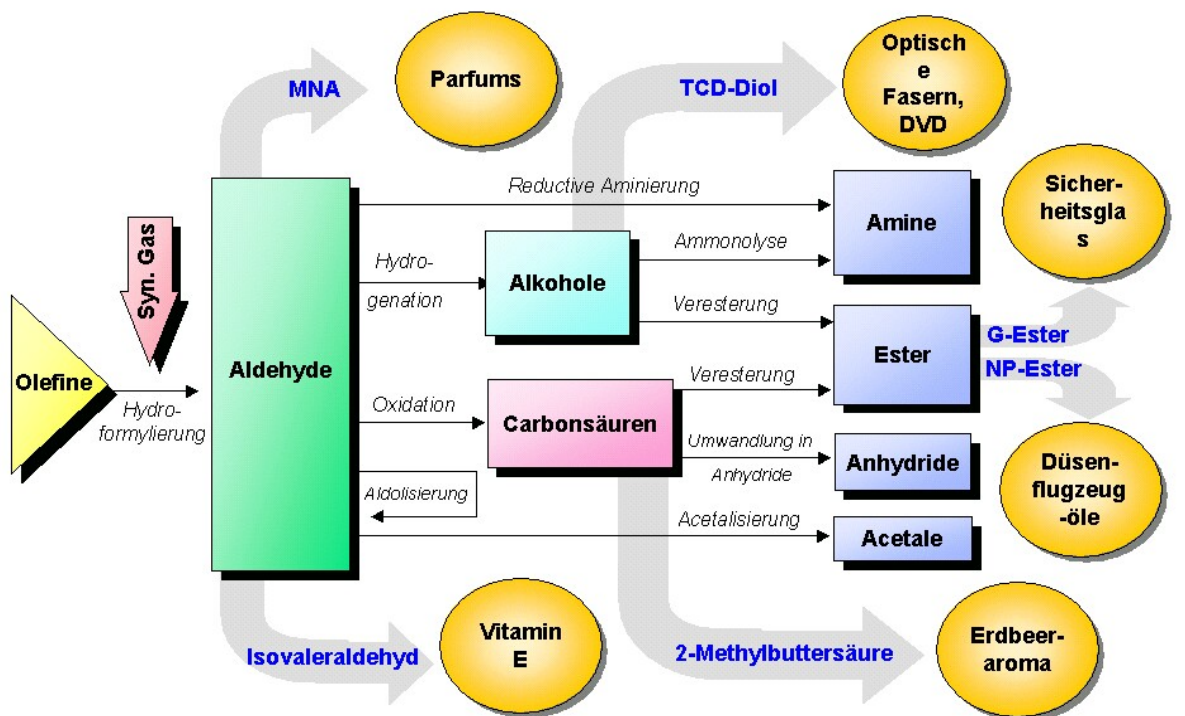 MNA
Parfums
TCD-Diol
Optisch
e
Fasern,
DVD
Syn. Gas
Olefine
Hydro-
formylierung
Aldehyde
Reductive Aminierung
Hydro-
genation
Alkohole
Ammonolyse
Amine
Sicher-
heitsgla
s
Veresterung
Ester
G-Ester
NP-Ester
Oxidation
Carbonsäuren
Veresterung
Umwandlung in
Anhydride
Anhydride
Düsen-
flugzeug
-öle
Aldolisierung
Acetalisierung
Acetale
Isovaleraldehyd
Vitamin
E
2-Methylbuttersäure
Erdbeer-
aroma